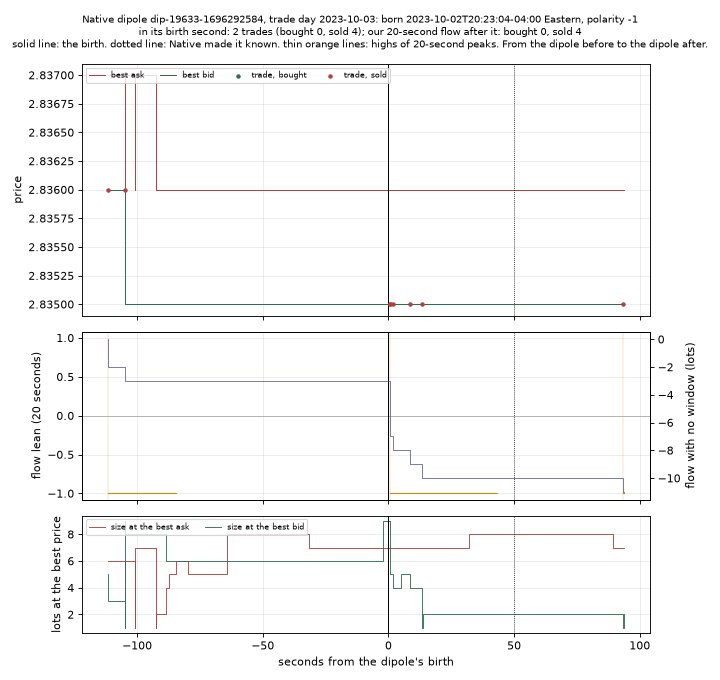 Native dipole dip-19633-1696292584, trade day 2023-10-03: born 2023-10-02T20:23:04-04:00 Eastern, polarity -1
in its birth second: 2 trades (bought 0, sold 4); our 20-second flow after it: bought 0, sold 4
solid line: the birth. dotted line: Native made it known. thin orange lines: highs of 20-second peaks. From the dipole before to the dipole after.
best ask best bid trade, bought trade, sold
2.83700
2.83675
2.83650
2.83625
2.83600
2.83575
2.83550
2.83525
2.83500
price
1.0
0.5
0.0
−0.5
−1.0
flow lean (20 seconds)
0
−2
−4
−6
−8
−10
flow with no window (lots)
size at the best ask size at the best bid
8
6
4
2
lots at the best price
−100 −50 0 50 100
seconds from the dipole's birth